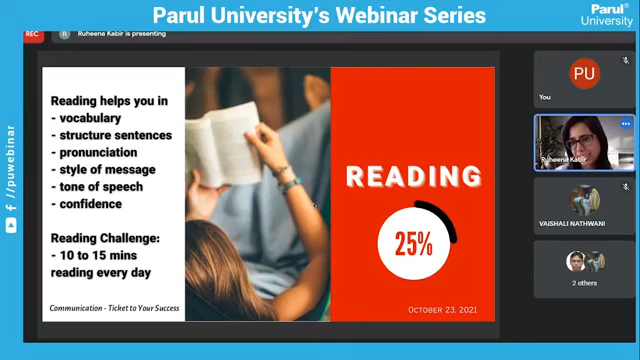 Parul University's Webinar Series
Parul®
University
REC
R
Ruheena Kabir is presenting
Reading helps you in
- vocabulary
- structure sentences
- pronunciation
- style of message
- tone of speech
- confidence
Reading Challenge:
- 10 to 15 mins
reading every day
Communication - Ticket to Your Success
READING
25%
OCTOBER 23, 2021
PU
You
Ruheena Kabir
VAISHALI NATHWANI
2 others
f //puwebinar